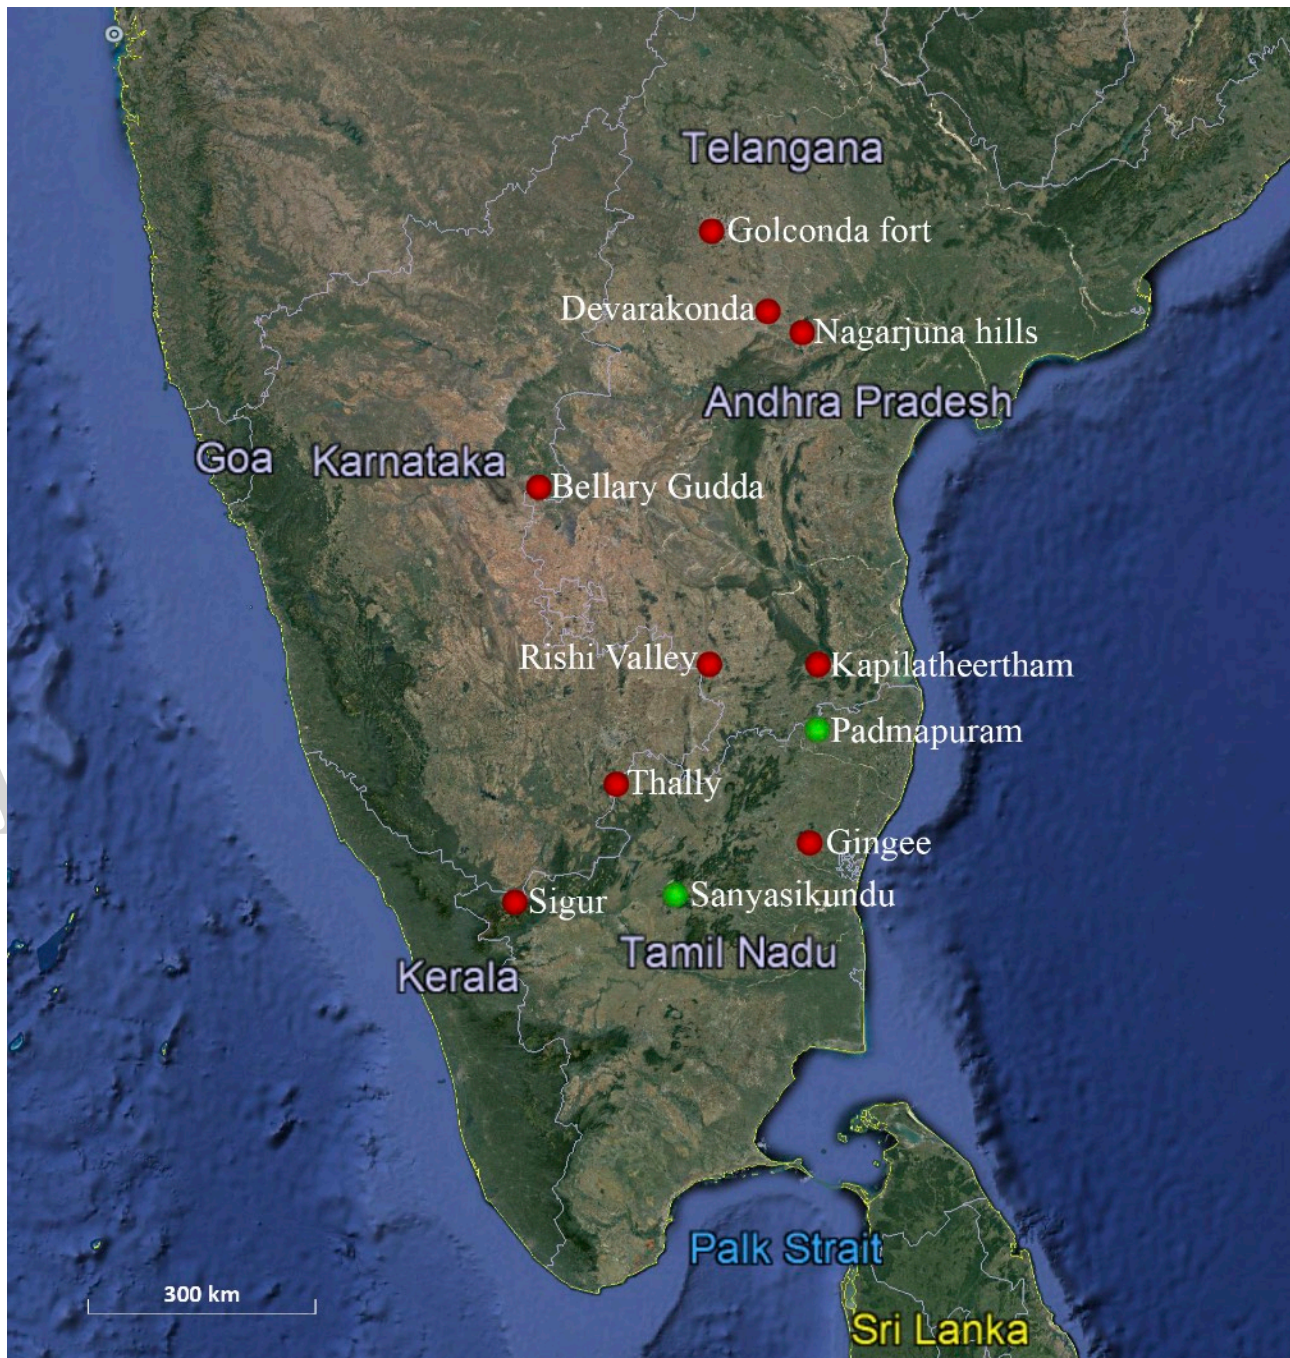 Telangana
Golconda fort
Devarakonda
Nagarjuna hills
Andhra Pradesh
Goa
Karnataka
Bellary Gudda
Rishi Valley
Kapilatheertham
Padmapuram
Thally
Gingee
Sanyasikundu
Sigur
Tamil Nadu
Kerala
Palk Strait
300 km
Sri Lanka